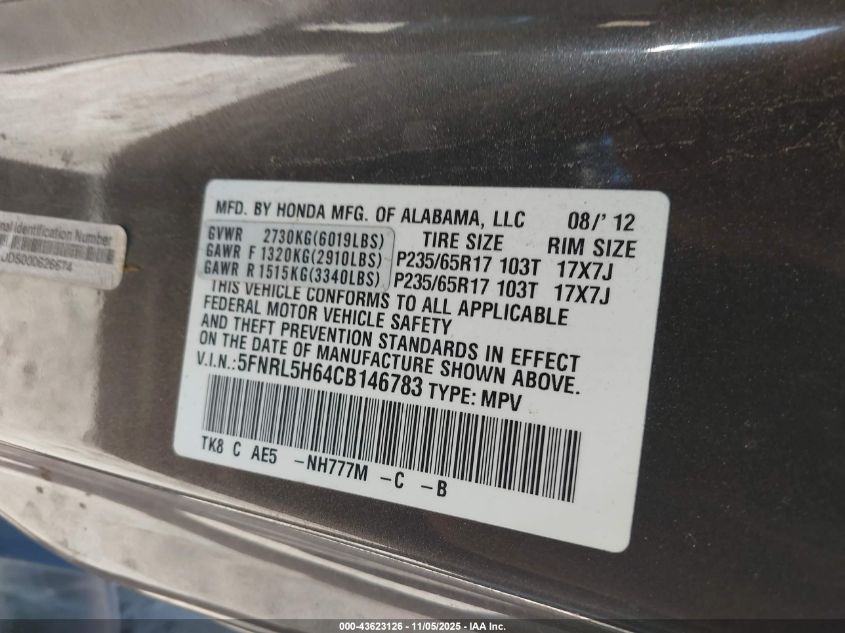 MFD. BY HONDA MFG. OF ALABAMA, LLC 08/' 12
GVWR 2730KG(6019LBS) TIRE SIZE RIM SIZE
GAWR F 1320KG(2910LBS) P235/65R17 103T 17X7J
GAWR R 1515KG(3340LBS) P235/65R17 103T 17X7J
THIS VEHICLE CONFORMS TO ALL APPLICABLE
FEDERAL MOTOR VEHICLE SAFETY
AND THEFT PREVENTION STANDARDS IN EFFECT
ON THE DATE OF MANUFACTURE SHOWN ABOVE.
V.I.N.:5FNRL5H64CB146783 TYPE: MPV
TK8 C AE5 -NH777M -C -B
Identification Number
000-43623126 - 11/05/2025 - IAA Inc.